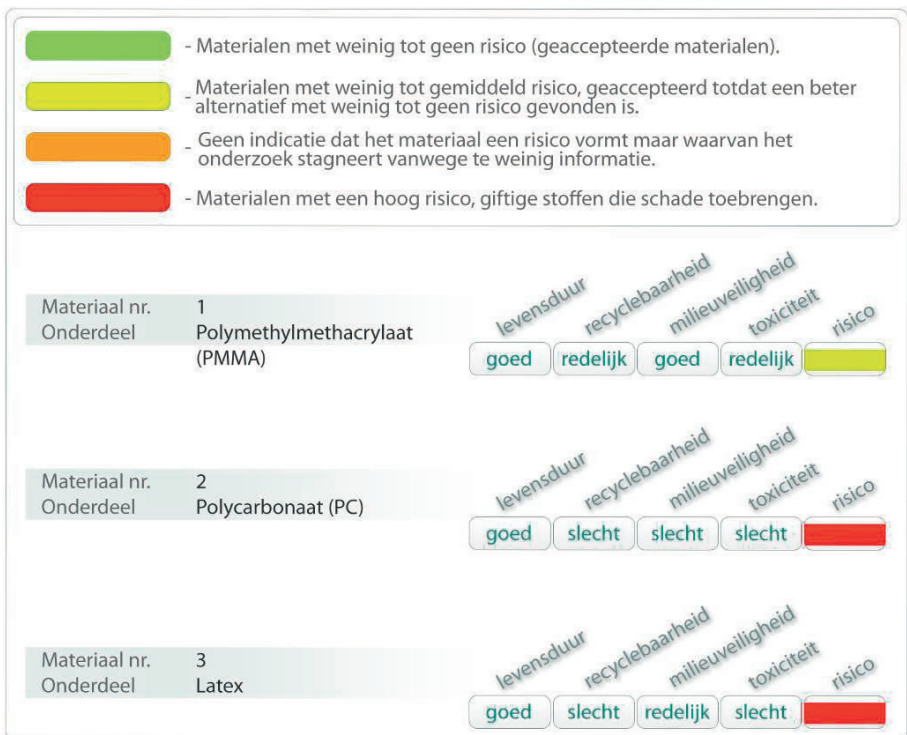 - Materialen met weinig tot geen risico (geaccepteerde materialen).
- Materialen met weinig tot gemiddeld risico, geaccepteerd totdat een beter
alternatief met weinig tot geen risico gevonden is.
- Geen indicatie dat het materiaal een risico vormt maar waarvan het
onderzoek stagneert vanwege te weinig informatie.
- Materialen met een hoog risico, giftige stoffen die schade toebrengen.
levensduur recyclebaarheid milieuveiligheid toxiciteit risico
Materiaal nr. 1
Onderdeel Polymethylmethacrylaat
(PMMA)
goed redelijk goed redelijk
levensduur recyclebaarheid milieuveiligheid toxiciteit risico
Materiaal nr. 2
Onderdeel Polycarbonaat (PC)
goed slecht slecht slecht
levensduur recyclebaarheid milieuveiligheid toxiciteit risico
Materiaal nr. 3
Onderdeel Latex
goed slecht redelijk slecht